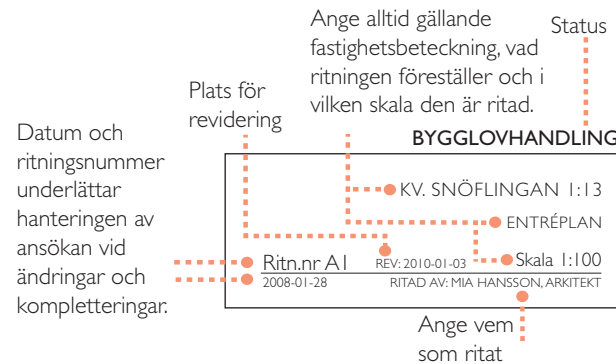 Ange alltid gällande
fastighetsbeteckning, vad
ritningen föreställer och i
vilken skala den är ritad.
Status
Plats för
revidering
Datum och
ritningsnummer
underlättar
hanteringen av
ansökan vid
ändringar och
kompletteringar.
BYGGLOVHANDLING
KV. SNÖFLINGAN 1:13
ENTRÉPLAN
Ritn.nr A1
REV: 2010-01-03
Skala 1:100
2008-01-28
RITAD AV: MIA HANSSON, ARKITEKT
Ange vem
som ritat